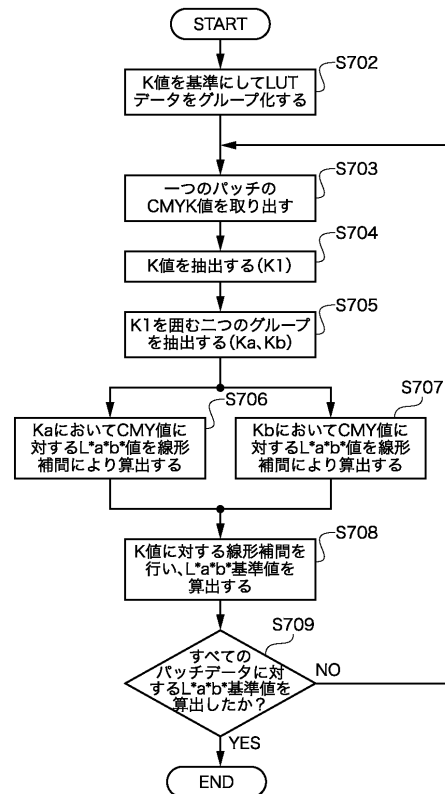 START
S702
K値を基準にしてLUT
データをグループ化する
S703
一つのパッチの
CMYK値を取り出す
S704
K値を抽出する(K1)
S705
K1を囲む二つのグループ
を抽出する(Ka、Kb)
S706
KaにおいてCMY値に
対するL*a*b*値を線形
補間により算出する
S707
KbにおいてCMY値に
対するL*a*b*値を線形
補間により算出する
S708
K値に対する線形補間を
行い、L*a*b*基準値を
算出する
S709
すべての
パッチデータに対
するL*a*b*基準値を
算出したか？
NO
YES
END